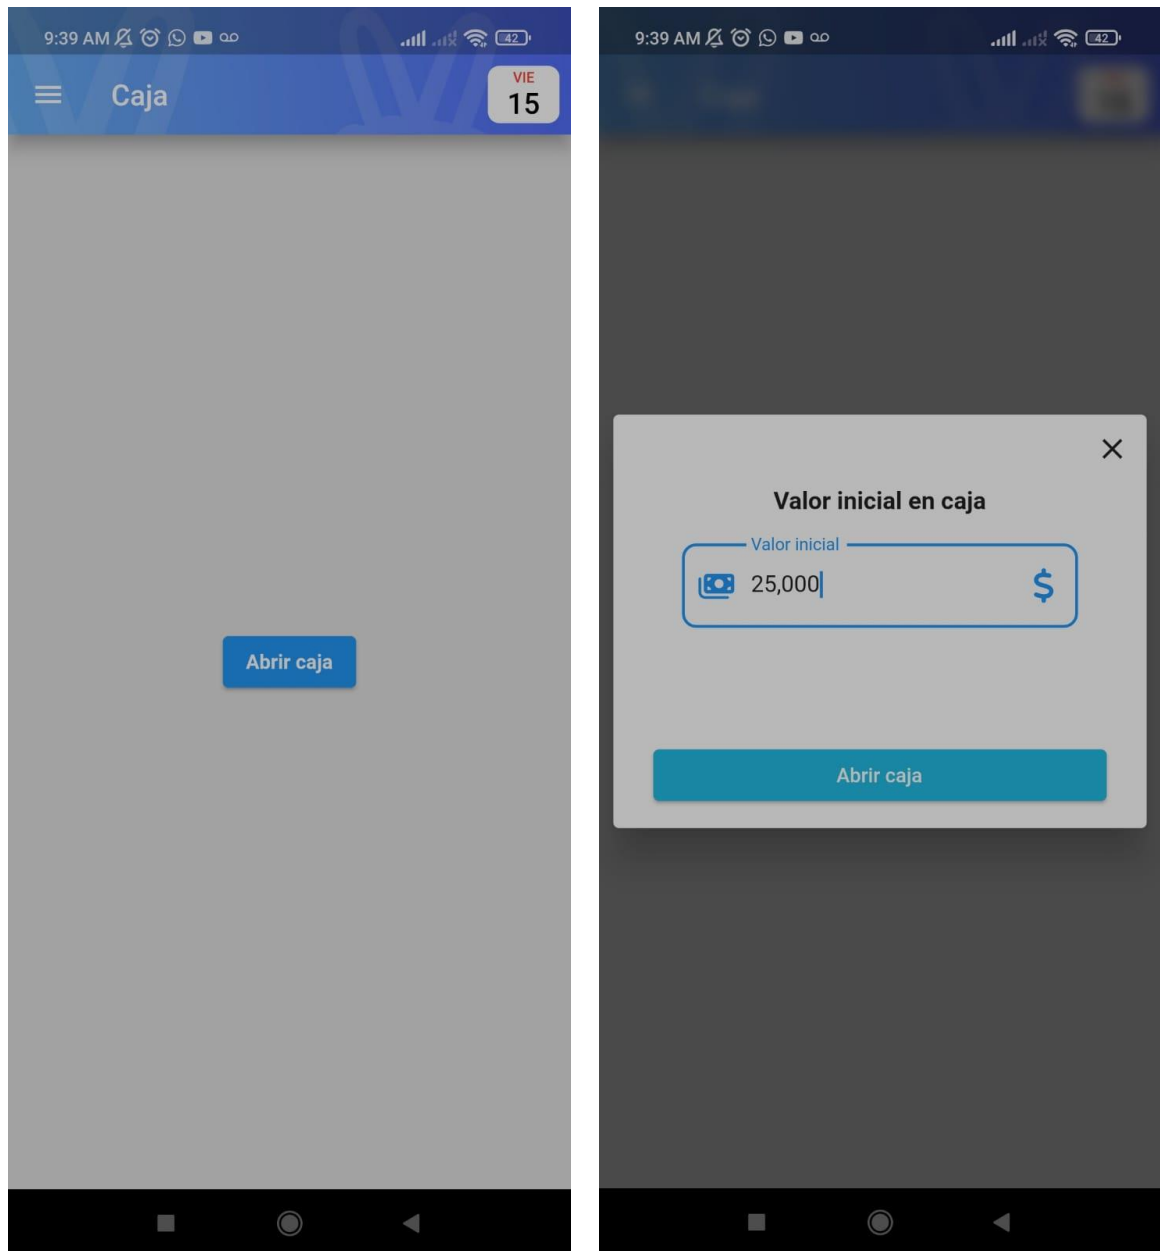 9:39 AM
42
Caja
VIE
15
Abrir caja
9:39 AM
42
Valor inicial en caja
Valor inicial
25,000
$
Abrir caja